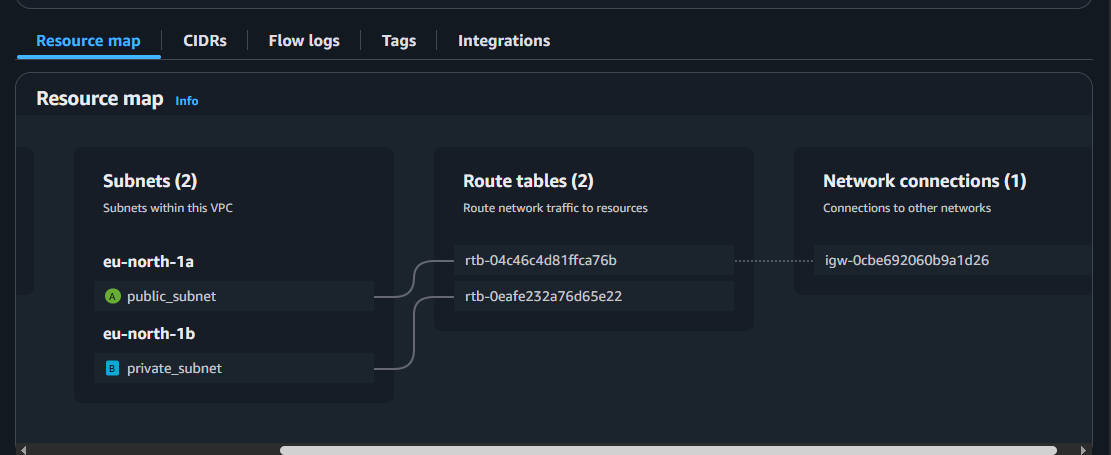 Resource map CIDRs Flow logs Tags Integrations
Resource map Info
Subnets (2)
Subnets within this VPC
eu-north-1a
A public_subnet
eu-north-1b
B private_subnet
Route tables (2)
Route network traffic to resources
rtb-04c46c4d81ffca76b
rtb-0eafe232a76d65e22
Network connections (1)
Connections to other networks
igw-0cbe692060b9a1d26